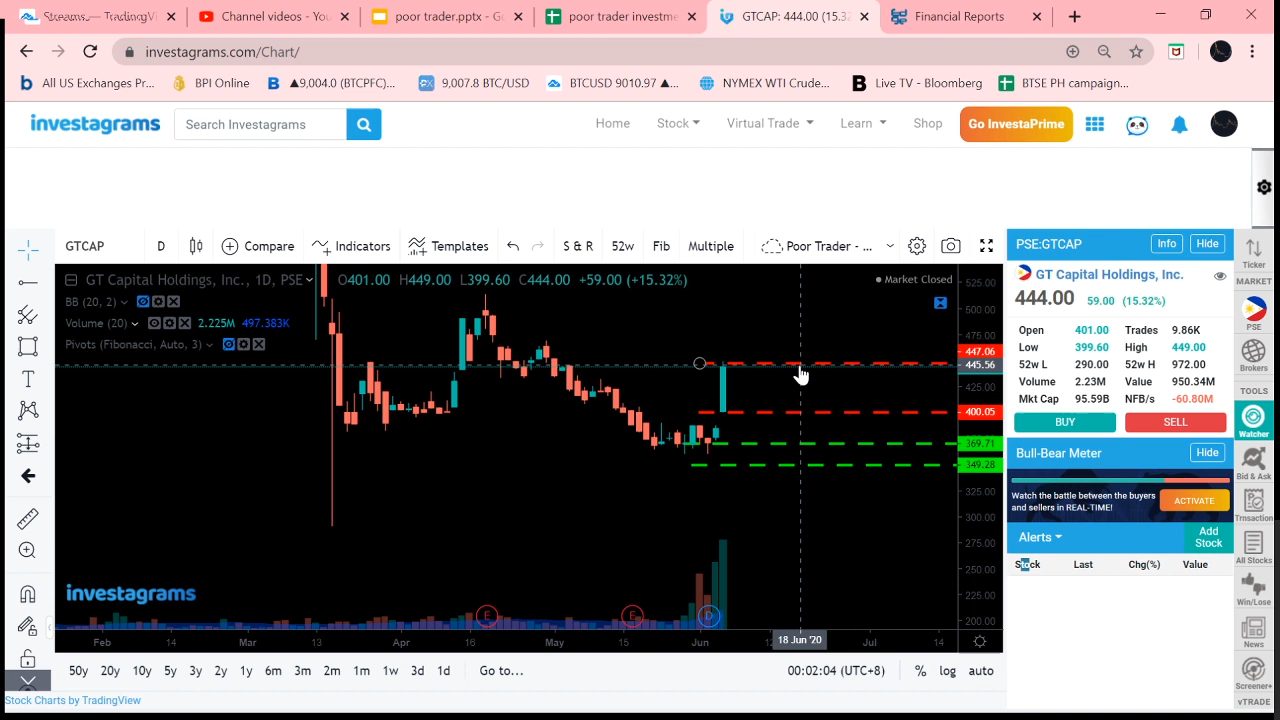 Streams — TradingVi
Channel videos - You
poor trader.pptx - Go
poor trader investme
GTCAP: 444.00 (15.32
Financial Reports
investagrams.com/Chart/
All US Exchanges Pr...
BPI Online
▲9,004.0 (BTCPFC)...
9,007.8 BTC/USD
BTCUSD 9010.97 ▲...
NYMEX WTI Crude...
Live TV - Bloomberg
BTSE PH campaign...
investagrams
Search Investagrams
Home
Stock
Virtual Trade
Learn
Shop
Go InvestaPrime
GTCAP
D
Compare
Indicators
Templates
S & R
52w
Fib
Multiple
Poor Trader - ...
GT Capital Holdings, Inc., 1D, PSE
O401.00 H449.00 L399.60 C444.00 +59.00 (+15.32%)
Market Closed
BB (20, 2)
Volume (20) 2.225M 497.383K
Pivots (Fibonacci, Auto, 3)
525.00
500.00
475.00
447.06
445.56
425.00
400.05
369.71
349.28
325.00
300.00
275.00
250.00
225.00
200.00
investagrams
E
E
D
Feb
14
Mar
13
Apr
16
May
15
Jun
18 Jun '20
Jul
14
50y 20y 10y 5y 3y 2y 1y 6m 3m 2m 1m 1w 3d 1d
Go to...
00:02:04 (UTC+8)
%
log
auto
Stock Charts by TradingView
PSE:GTCAP
Info
Hide
GT Capital Holdings, Inc.
444.00 59.00 (15.32%)
Open 401.00 Trades 9.86K
Low 399.60 High 449.00
52w L 290.00 52w H 972.00
Volume 2.23M Value 950.34M
Mkt Cap 95.59B NFB/s -60.80M
BUY
SELL
Bull-Bear Meter
Hide
Watch the battle between the buyers
and sellers in REAL-TIME!
ACTIVATE
Alerts
Add
Stock
Stock Last Chg(%) Value
Ticker
MARKET
PSE
Brokers
TOOLS
Watcher
Bid & Ask
Trnsaction
All Stocks
Win/Lose
News
Screener+
vTRADE